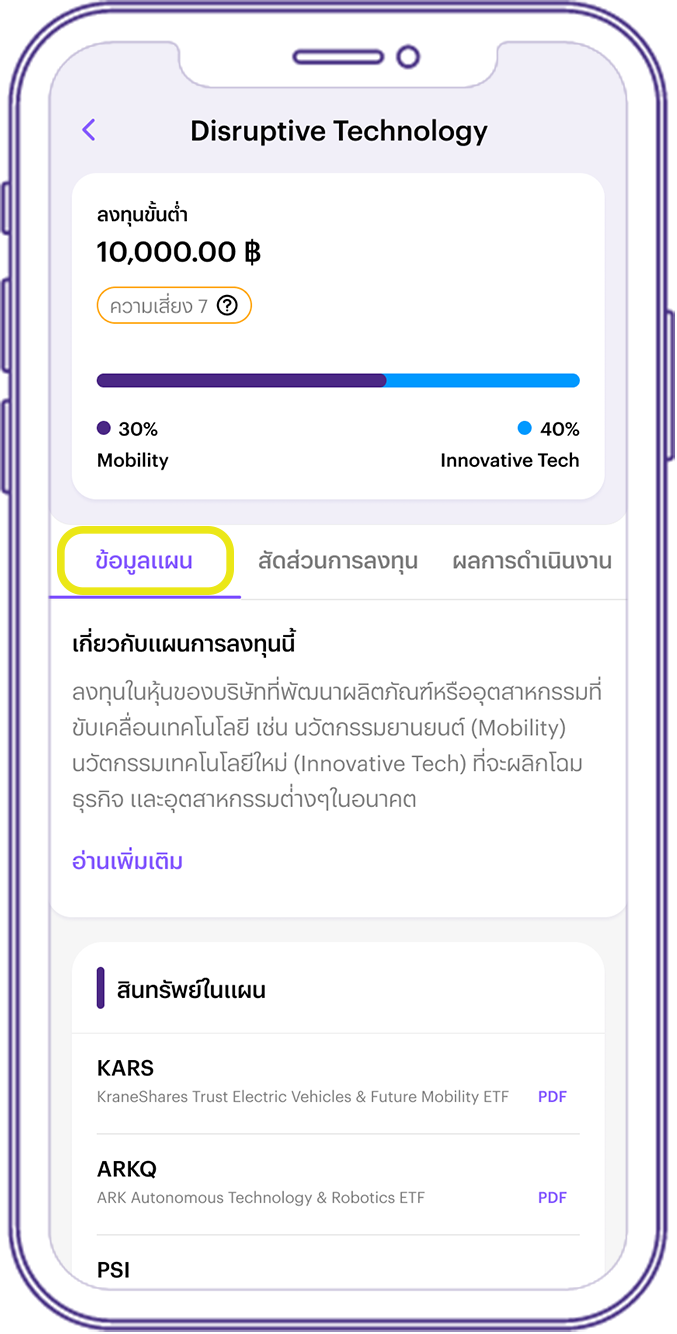 Disruptive Technology
ลงทุนขั้นต่ำ
10,000.00 ฿
ความเสี่ยง 7 ?
30%
Mobility
40%
Innovative Tech
ข้อมูลแผน สัดส่วนการลงทุน ผลการดำเนินงาน
เกี่ยวกับแผนการลงทุนนี้
ลงทุนในหุ้นของบริษัทที่พัฒนาผลิตภัณฑ์หรืออุตสาหกรรมที่
ขับเคลื่อนเทคโนโลยี เช่น นวัตกรรมยานยนต์ (Mobility)
นวัตกรรมเทคโนโลยีใหม่ (Innovative Tech) ที่จะพลิกโฉม
ธุรกิจ และอุตสาหกรรมต่างๆในอนาคต
อ่านเพิ่มเติม
สินทรัพย์ในแผน
KARS
KraneShares Trust Electric Vehicles & Future Mobility ETF PDF
ARKQ
ARK Autonomous Technology & Robotics ETF PDF
PSI